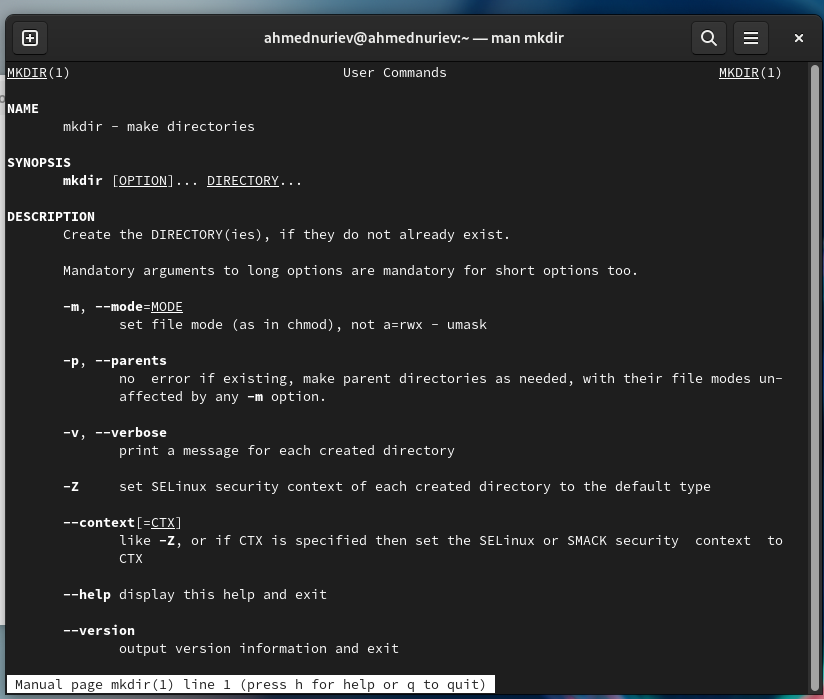 ahmednuriev@ahmednuriev:~ — man mkdir
MKDIR(1) User Commands MKDIR(1)
NAME
mkdir - make directories
SYNOPSIS
mkdir [OPTION]... DIRECTORY...
DESCRIPTION
Create the DIRECTORY(ies), if they do not already exist.
Mandatory arguments to long options are mandatory for short options too.
-m, --mode=MODE
set file mode (as in chmod), not a=rwx - umask
-p, --parents
no  error if existing, make parent directories as needed, with their file modes un-
affected by any -m option.
-v, --verbose
print a message for each created directory
-Z set SELinux security context of each created directory to the default type
--context[=CTX]
like -Z, or if CTX is specified then set the SELinux or SMACK security  context  to
CTX
--help display this help and exit
--version
output version information and exit
Manual page mkdir(1) line 1 (press h for help or q to quit)